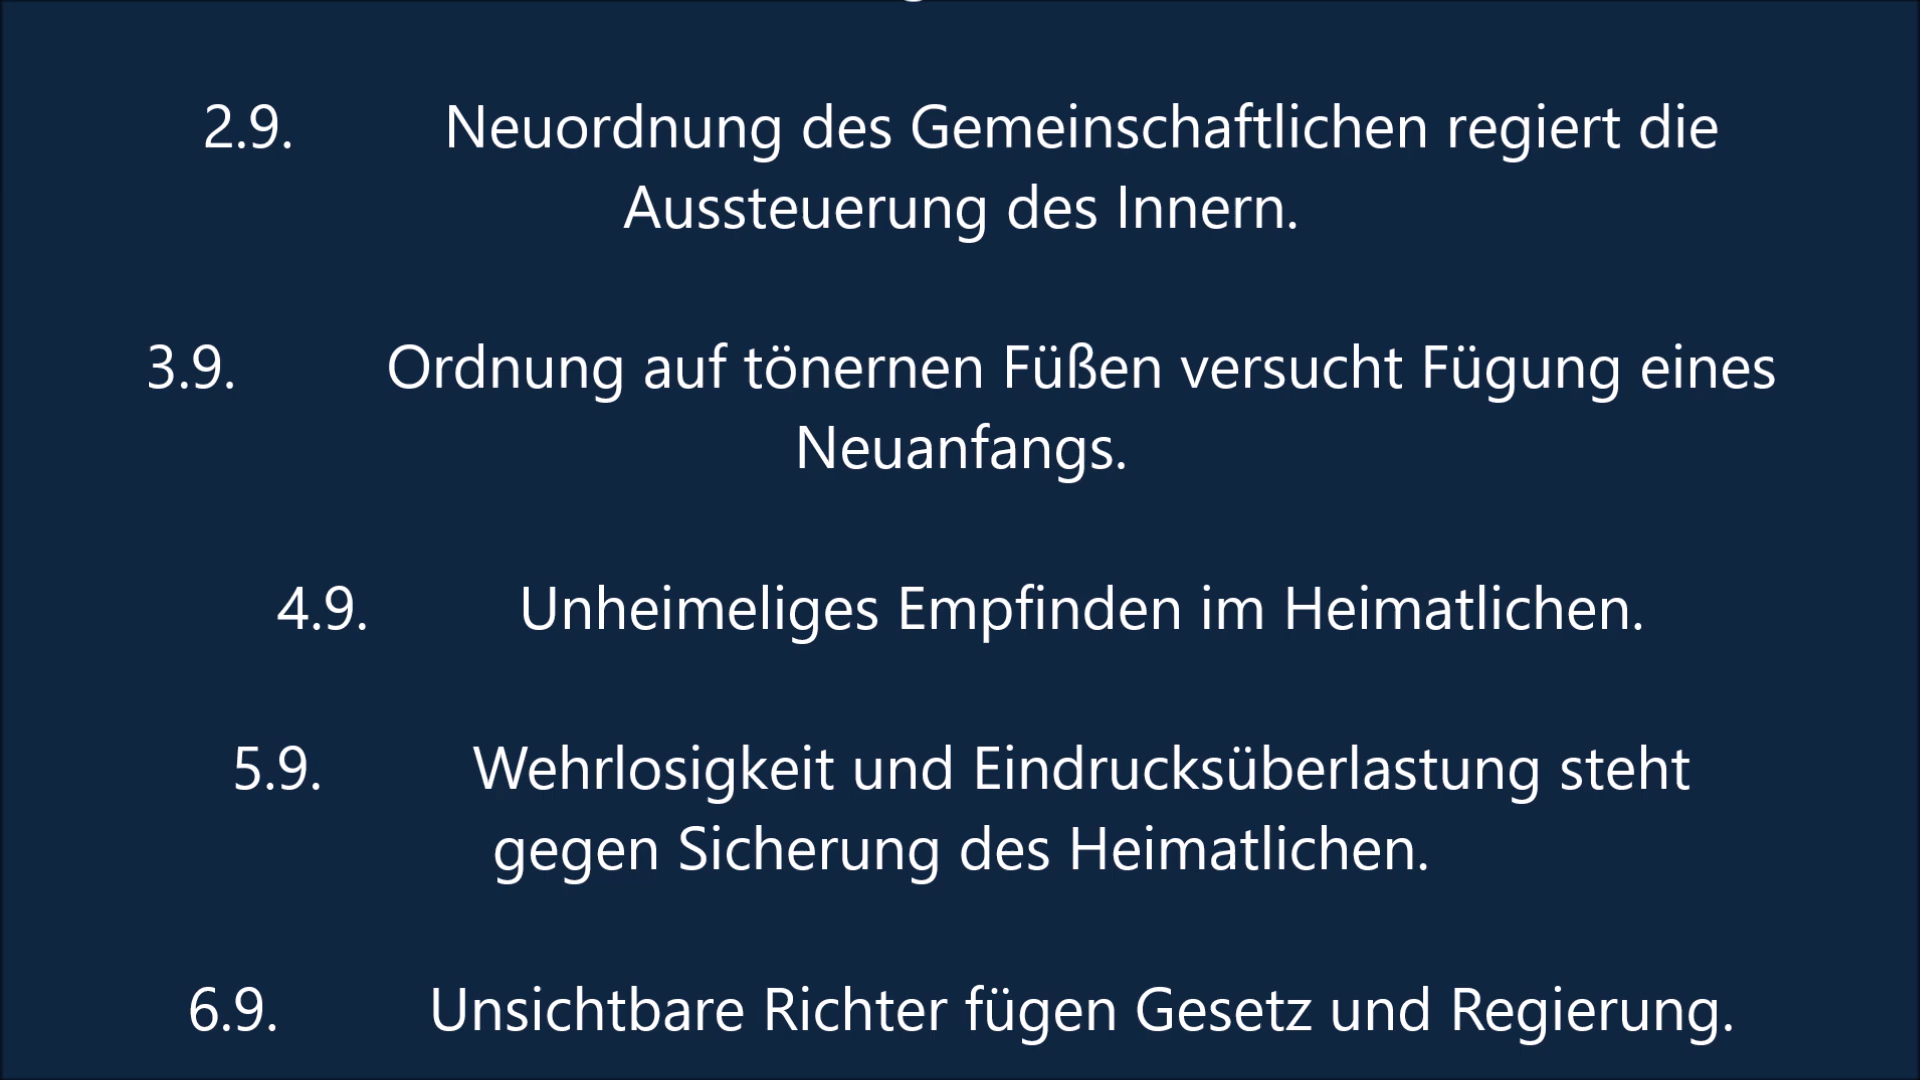 2.9. Neuordnung des Gemeinschaftlichen regiert die
Aussteuerung des Innern.
3.9. Ordnung auf tönernen Füßen versucht Fügung eines
Neuanfangs.
4.9. Unheimeliges Empfinden im Heimatlichen.
5.9. Wehrlosigkeit und Eindrucksüberlastung steht
gegen Sicherung des Heimatlichen.
6.9. Unsichtbare Richter fügen Gesetz und Regierung.